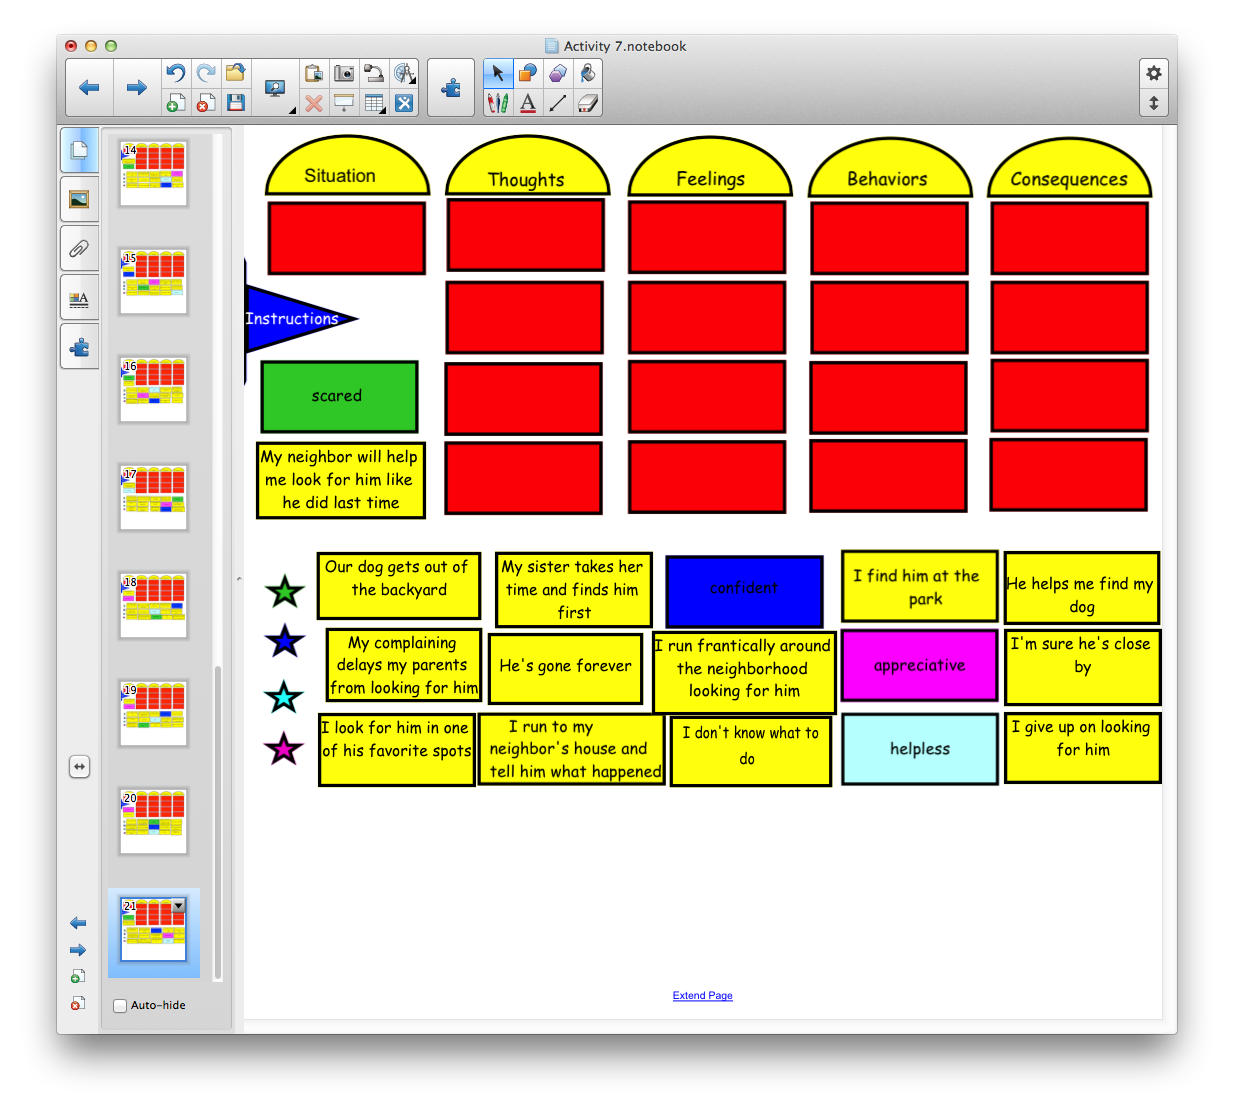 Activity 7.notebook
14
15
16
17
18
19
20
21
Auto-hide
Situation
Thoughts
Feelings
Behaviors
Consequences
Instructions
scared
My neighbor will help
me look for him like
he did last time
Our dog gets out of
the backyard
My sister takes her
time and finds him
first
confident
I find him at the
park
He helps me find my
dog
My complaining
delays my parents
from looking for him
He's gone forever
I run frantically around
the neighborhood
looking for him
appreciative
I'm sure he's close
by
I look for him in one
of his favorite spots
I run to my
neighbor's house and
tell him what happened
I don't know what to
do
helpless
I give up on looking
for him
Extend Page